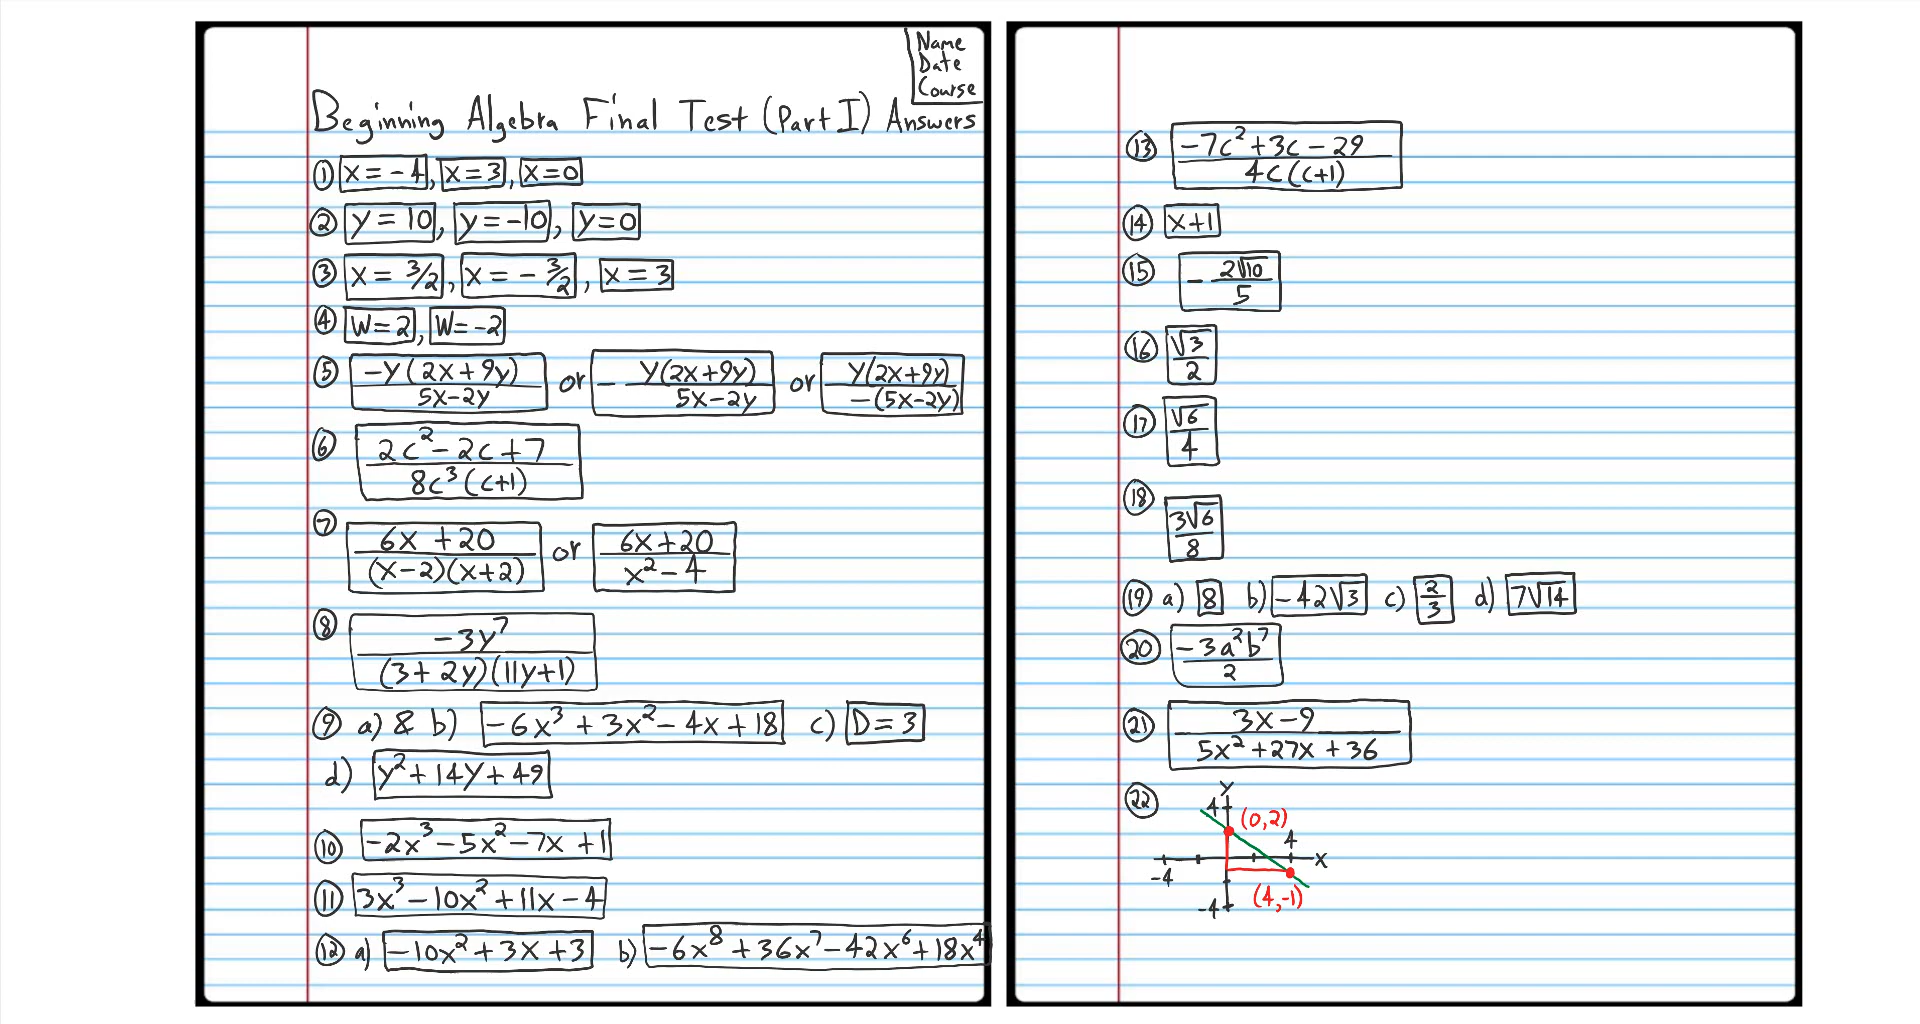 Name
Date
Course
Beginning Algebra Final Test (Part I) Answers
① x = -4, x = 3, x = 0
② y = 10, y = -10, y = 0
③ x = 3/2, x = -3/2, x = 3
④ W = 2, W = -2
⑤ -y(2x+9y)/(5x-2y) or -y(2x+9y)/(5x-2y) or y(2x+9y)/-(5x-2y)
⑥ (2c² - 2c + 7)/(8c³(c+1))
⑦ (6x + 20)/((x-2)(x+2)) or (6x+20)/(x²-4)
⑧ -3y⁷/((3+2y)(11y+1))
⑨ a) & b) -6x³ + 3x² - 4x + 18 c) D = 3
d) y² + 14y + 49
⑩ -2x³ - 5x² - 7x + 1
⑪ 3x³ - 10x² + 11x - 4
⑫ a) -10x² + 3x + 3 b) -6x⁸ + 36x⁷ - 42x⁶ + 18x⁴
⑬ (-7c² + 3c - 29)/(4c(c+1))
⑭ x+1
⑮ -2√10/5
⑯ √3/2
⑰ √6/4
⑱ 3√6/8
⑲ a) 8 b) -42√3 c) 2/3 d) 7√14
⑳ -3a²b⁷/2
㉑ (3x-9)/(5x² + 27x + 36)
㉒ y
4
(0,2)
4
x
-4
(4,-1)
-4